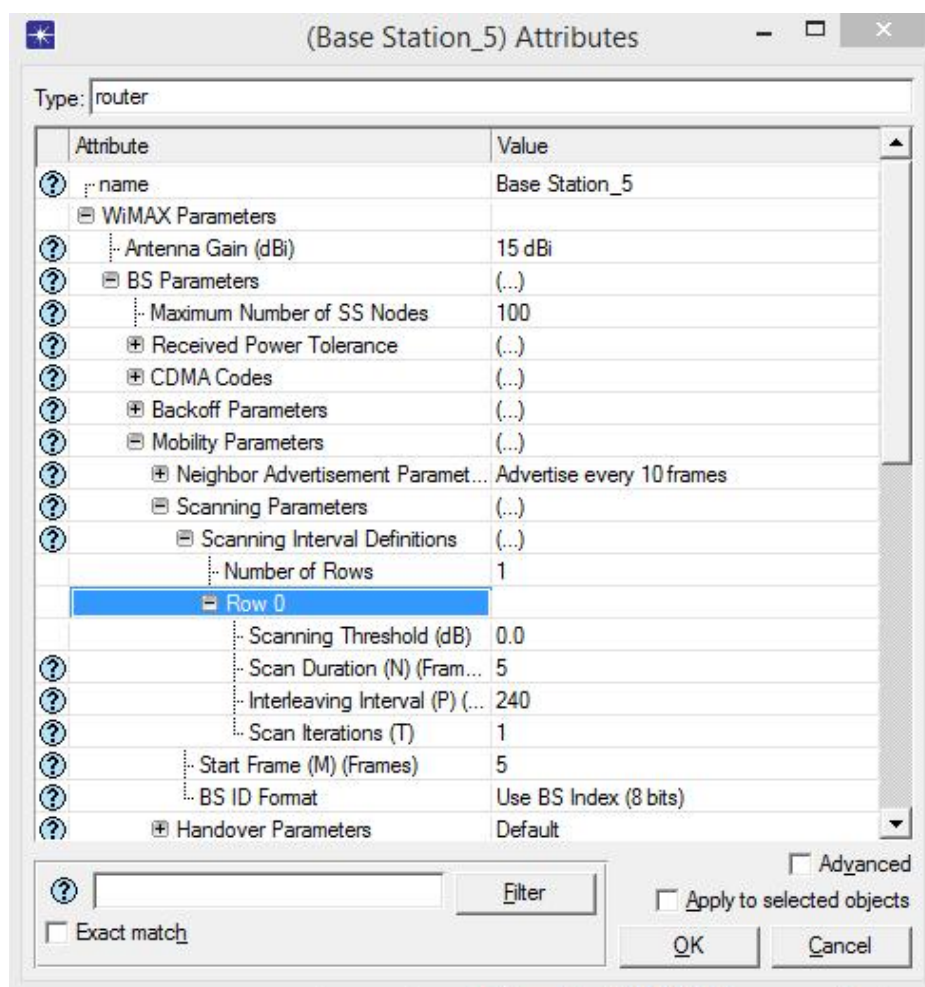 (Base Station_5) Attributes
Type: router
Attribute Value
name Base Station_5
WiMAX Parameters
Antenna Gain (dBi) 15 dBi
BS Parameters (...)
Maximum Number of SS Nodes 100
Received Power Tolerance (...)
CDMA Codes (...)
Backoff Parameters (...)
Mobility Parameters (...)
Neighbor Advertisement Paramet... Advertise every 10 frames
Scanning Parameters (...)
Scanning Interval Definitions (...)
Number of Rows 1
Row 0
Scanning Threshold (dB) 0.0
Scan Duration (N) (Fram... 5
Interleaving Interval (P) (... 240
Scan Iterations (T) 1
Start Frame (M) (Frames) 5
BS ID Format Use BS Index (8 bits)
Handover Parameters Default
Advanced
Filter Apply to selected objects
Exact match
OK Cancel